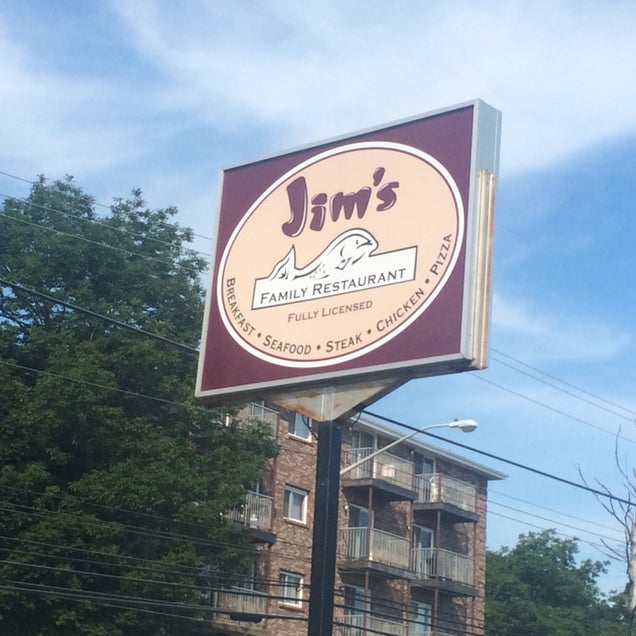 Jim's
FAMILY RESTAURANT
FULLY LICENSED
BREAKFAST • SEAFOOD • STEAK • CHICKEN • PIZZA